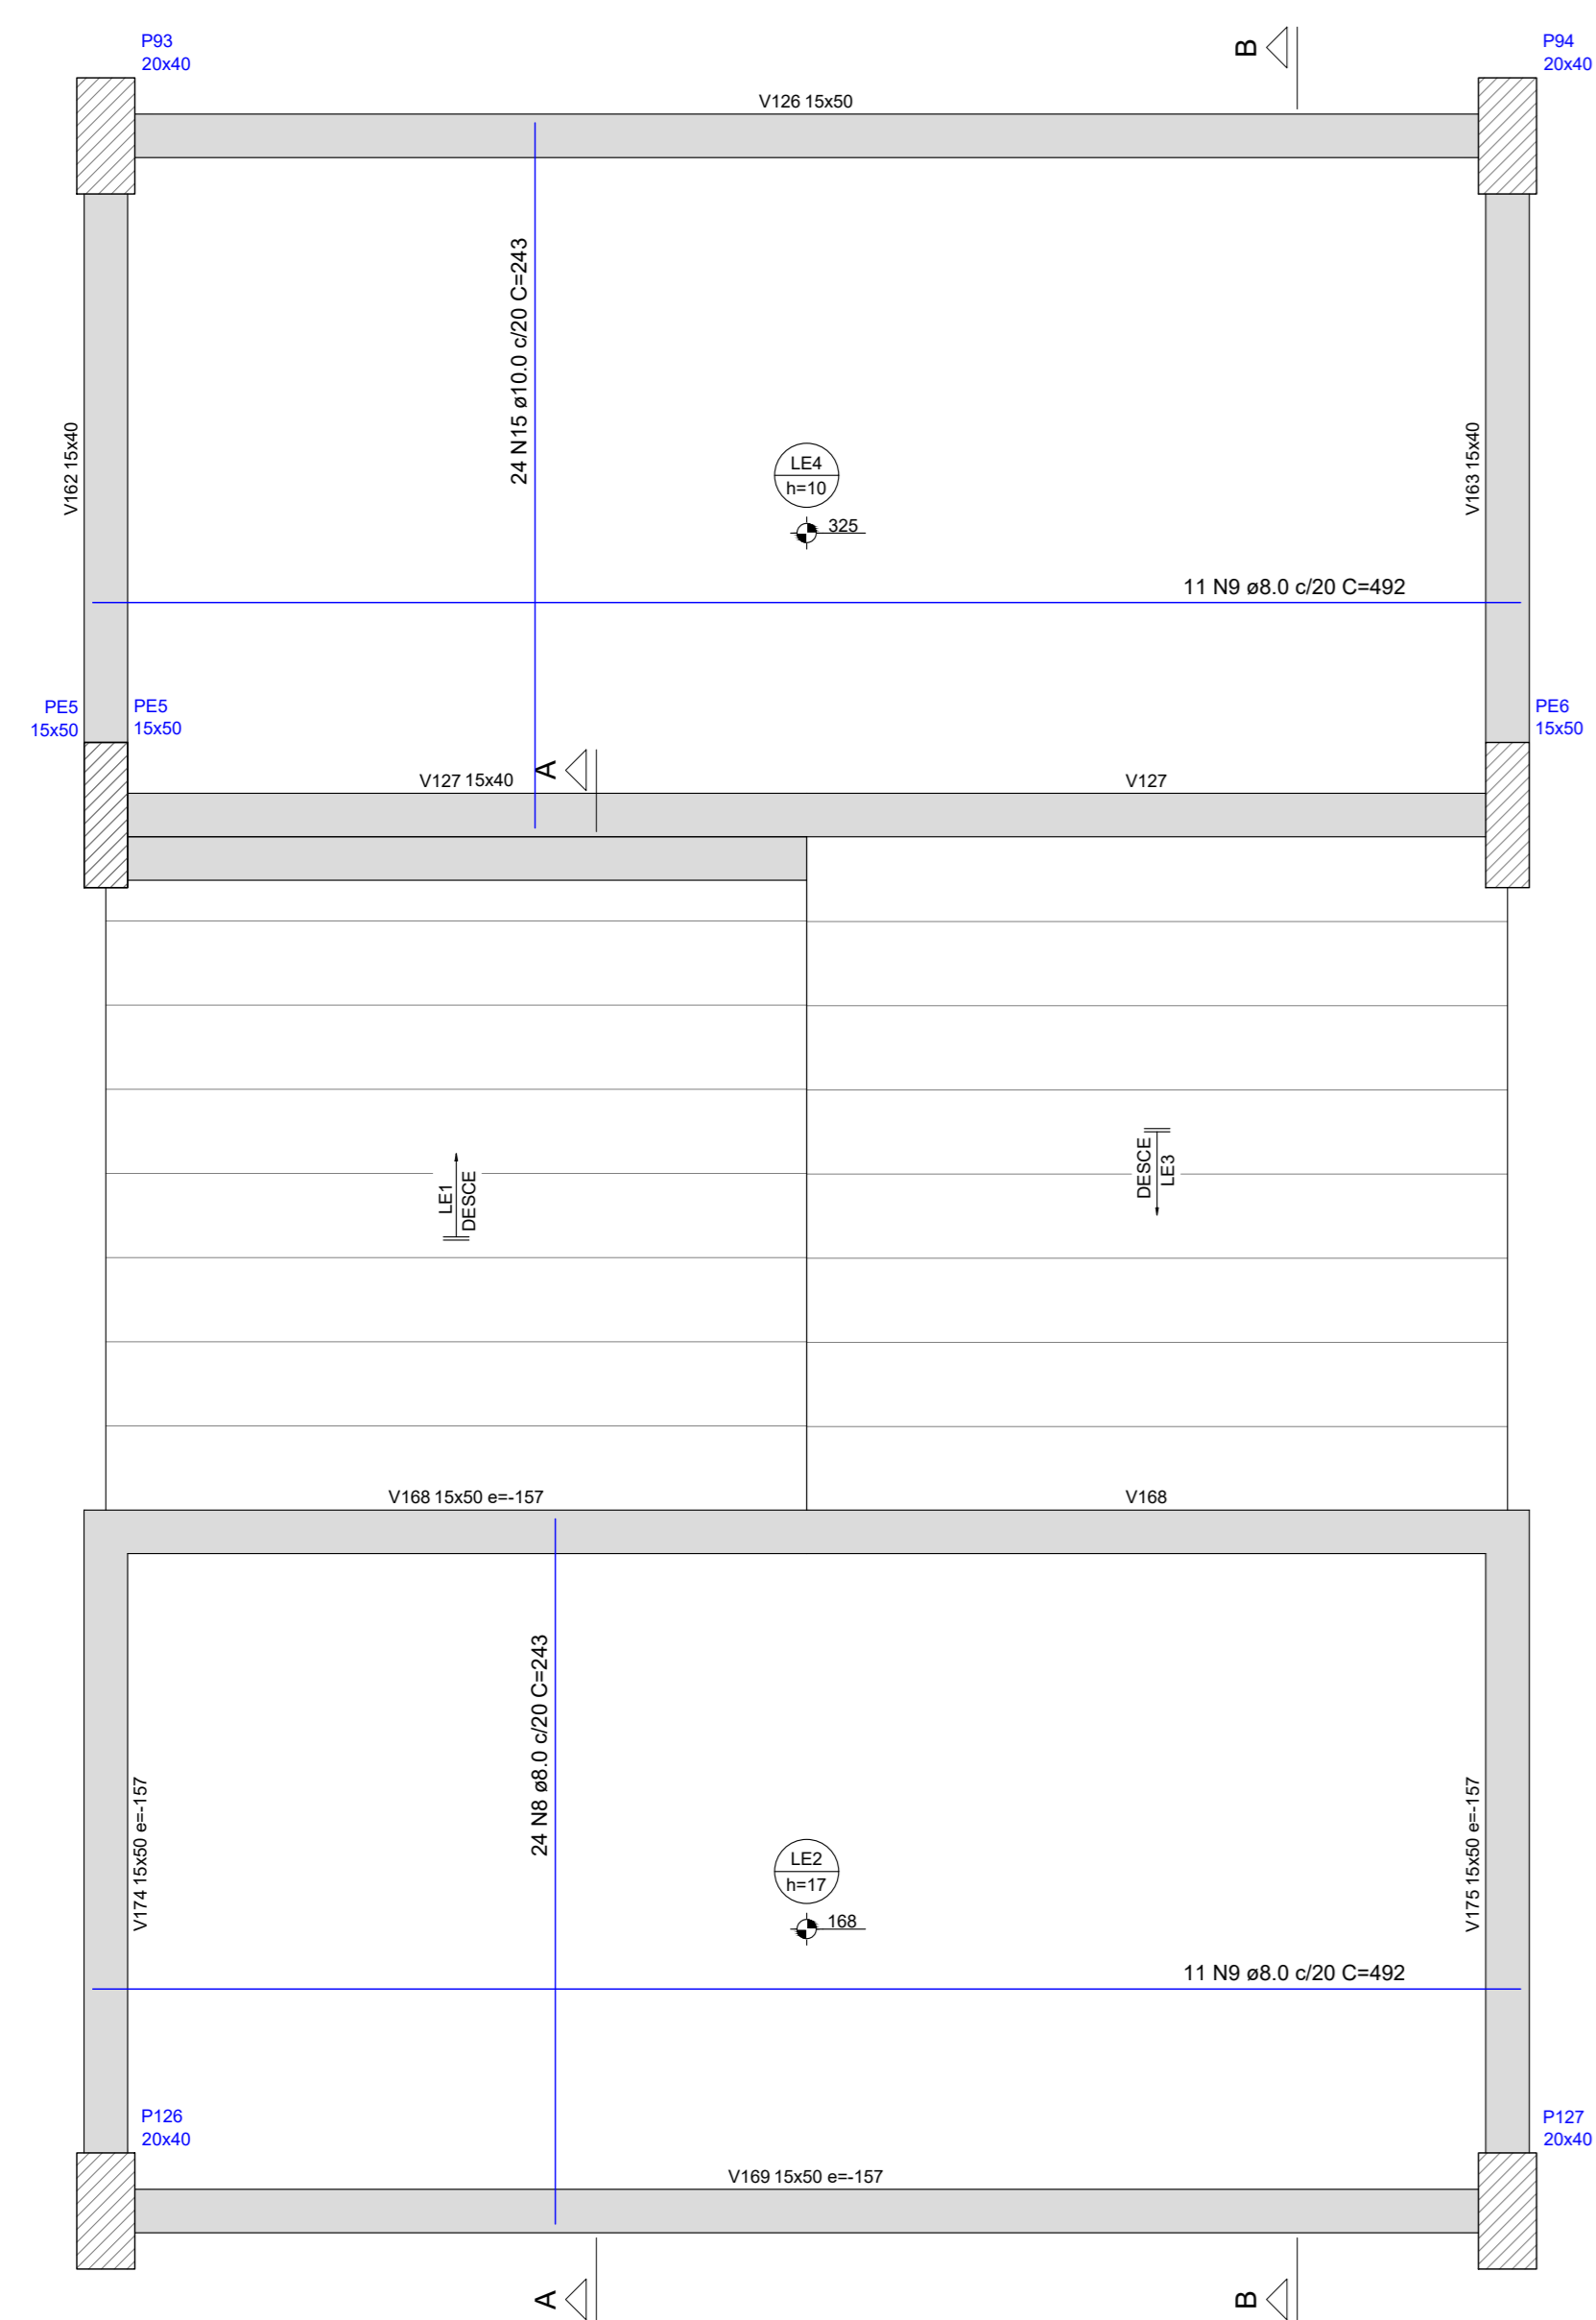 P93
20x40
B
P94
20x40
V126 15x50
24 N15 ø10.0 c/20 C=243
V162 15x40
V163 15x40
LE4
h=10
325
11 N9 ø8.0 c/20 C=492
PE5
15x50
PE5
15x50
PE6
15x50
V127 15x40
A
V127
LE1
DESCE
DESCE
LE3
V168 15x50 e=-157
V168
24 N8 ø8.0 c/20 C=243
V174 15x50 e=-157
V175 15x50 e=-157
LE2
h=17
168
11 N9 ø8.0 c/20 C=492
P126
20x40
P127
20x40
V169 15x50 e=-157
A
B